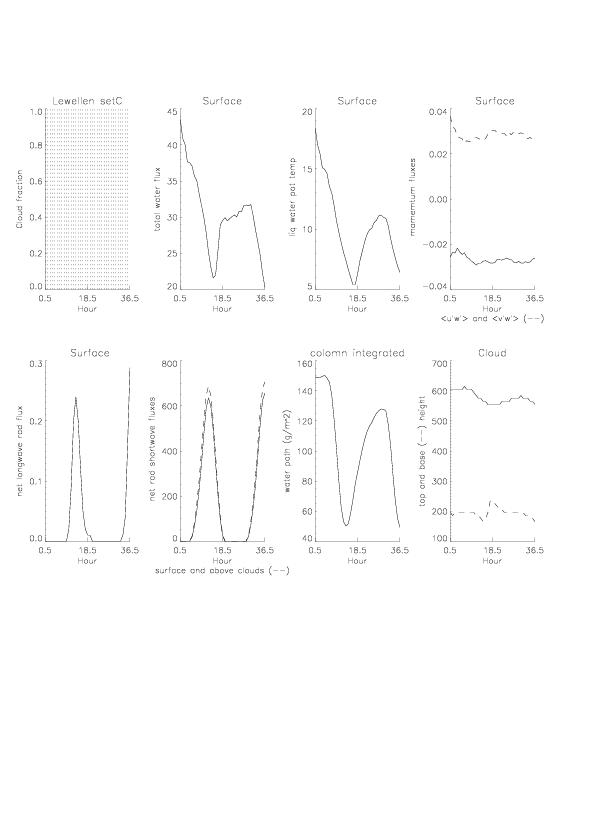 Lewellen setC
Cloud fraction
1.0
0.8
0.6
0.4
0.2
0.0
0.5 18.5 36.5
Hour
Surface
total water flux
45
40
35
30
25
20
0.5 18.5 36.5
Hour
Surface
liq water pot temp
20
15
10
5
0.5 18.5 36.5
Hour
Surface
momemtum fluxes
0.04
0.02
0.00
−0.02
−0.04
0.5 18.5 36.5
Hour
<u'w'> and <v'w'> (−−)
Surface
net longwave rad flux
0.3
0.2
0.1
0.0
0.5 18.5 36.5
Hour
net rad shortwave fluxes
800
600
400
200
0
0.5 18.5 36.5
Hour
surface and above clouds (−−)
colomn integrated
water path (g/m2)
160
140
120
100
80
60
40
0.5 18.5 36.5
Hour
Cloud
top and base (−−) height
700
600
500
400
300
200
100
0.5 18.5 36.5
Hour